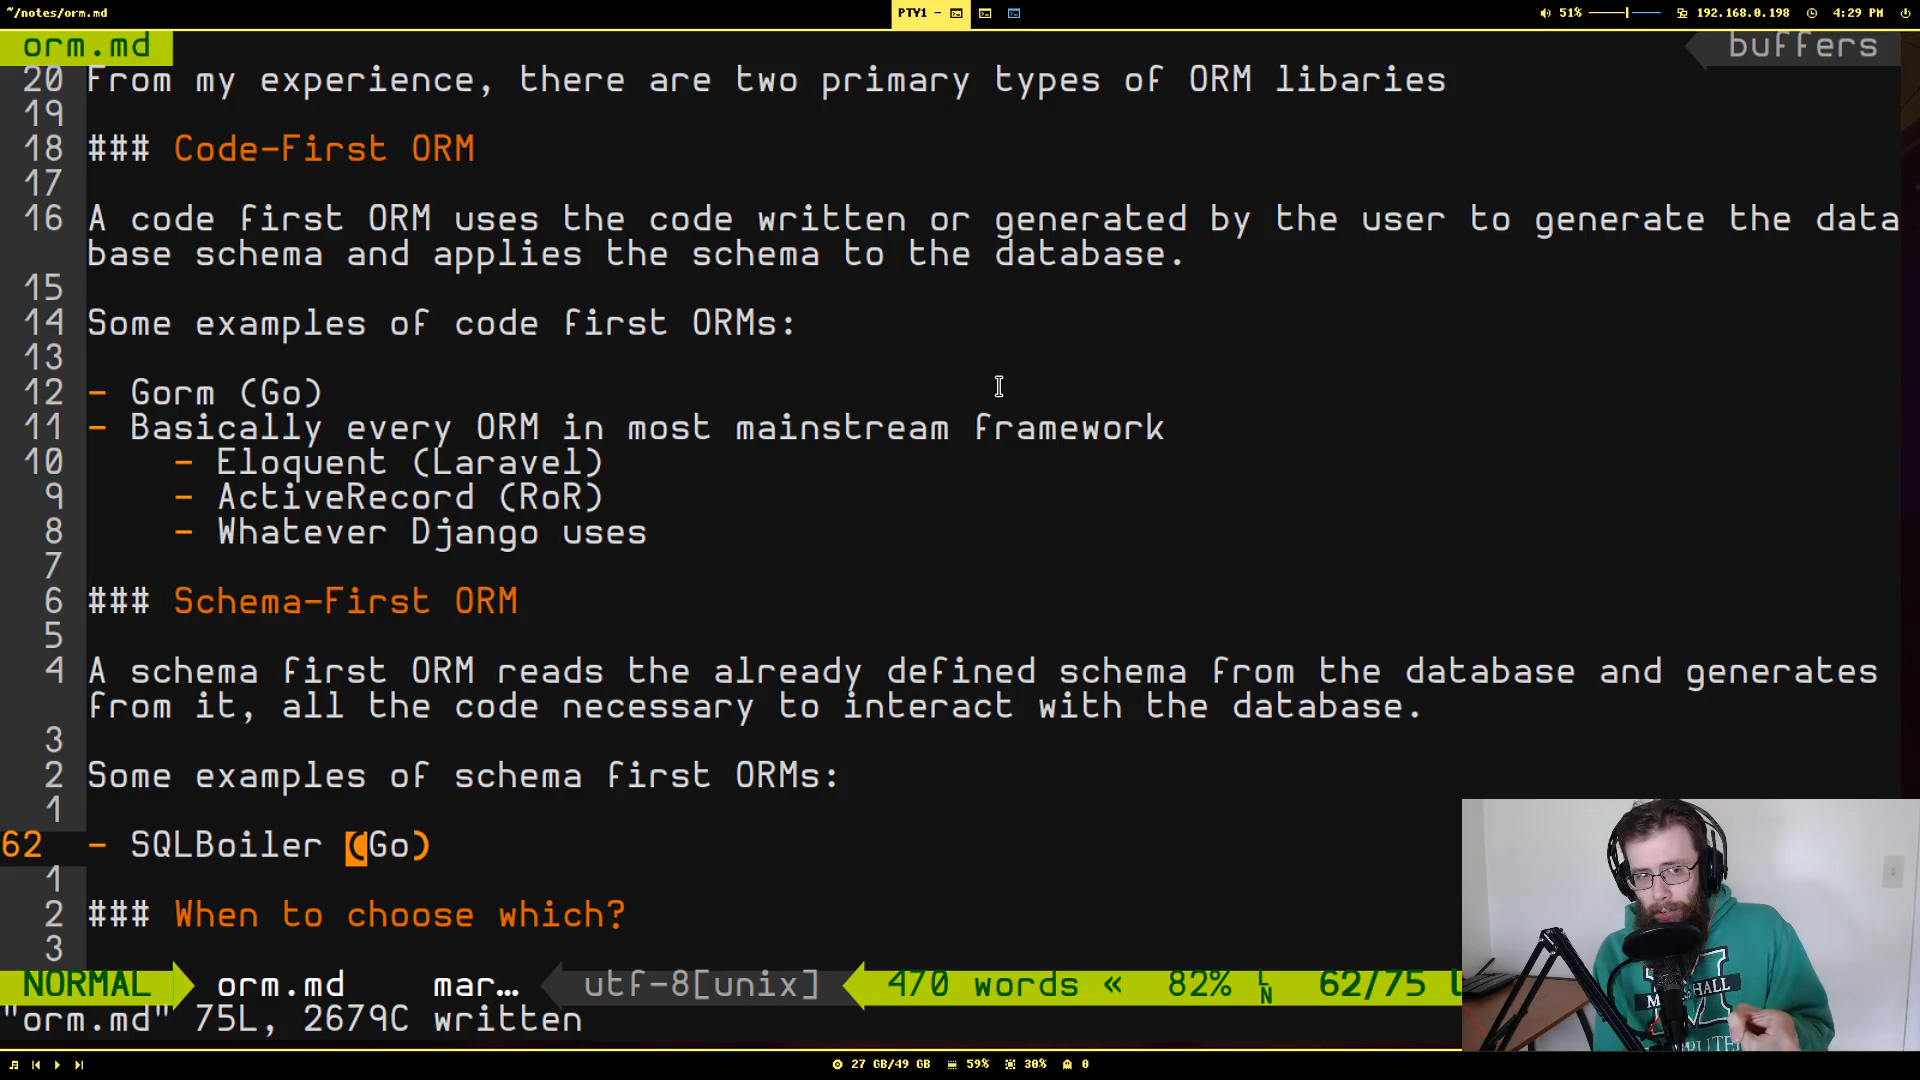 ~/notes/orm.md
PTY1 -
51%
192.168.0.198
4:29 PM
orm.md
buffers
20 From my experience, there are two primary types of ORM libaries
19
18 ### Code-First ORM
17
16 A code first ORM uses the code written or generated by the user to generate the data
base schema and applies the schema to the database.
15
14 Some examples of code first ORMs:
13
12 - Gorm (Go)
11 - Basically every ORM in most mainstream framework
10 - Eloquent (Laravel)
9 - ActiveRecord (RoR)
8 - Whatever Django uses
7
6 ### Schema-First ORM
5
4 A schema first ORM reads the already defined schema from the database and generates
from it, all the code necessary to interact with the database.
3
2 Some examples of schema first ORMs:
1
62 - SQLBoiler (Go)
1
2 ### When to choose which?
3
NORMAL orm.md mar… utf-8[unix] 470 words « 82% LN 62/75
"orm.md" 75L, 2679C written
27 GB/49 GB 59% 30% 0